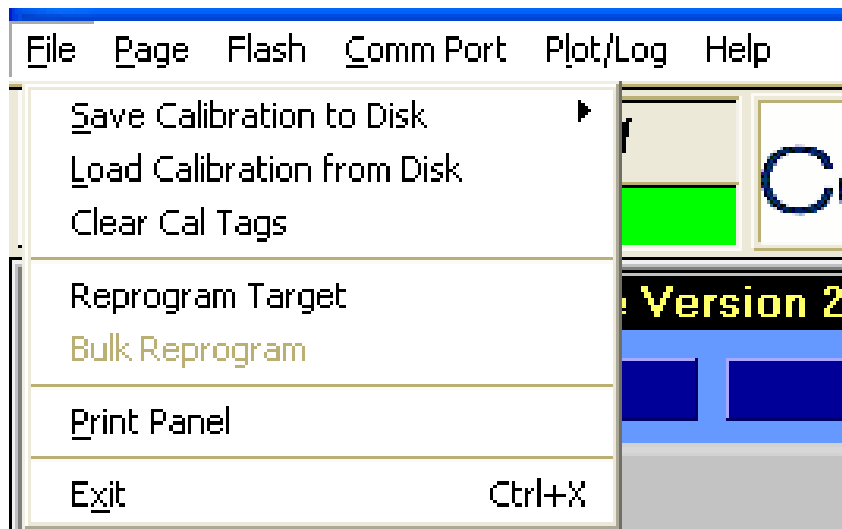 File Page Flash Comm Port Plot/Log Help
Save Calibration to Disk
Load Calibration from Disk
Clear Cal Tags
Reprogram Target
Version 2
Bulk Reprogram
Print Panel
Exit Ctrl+X